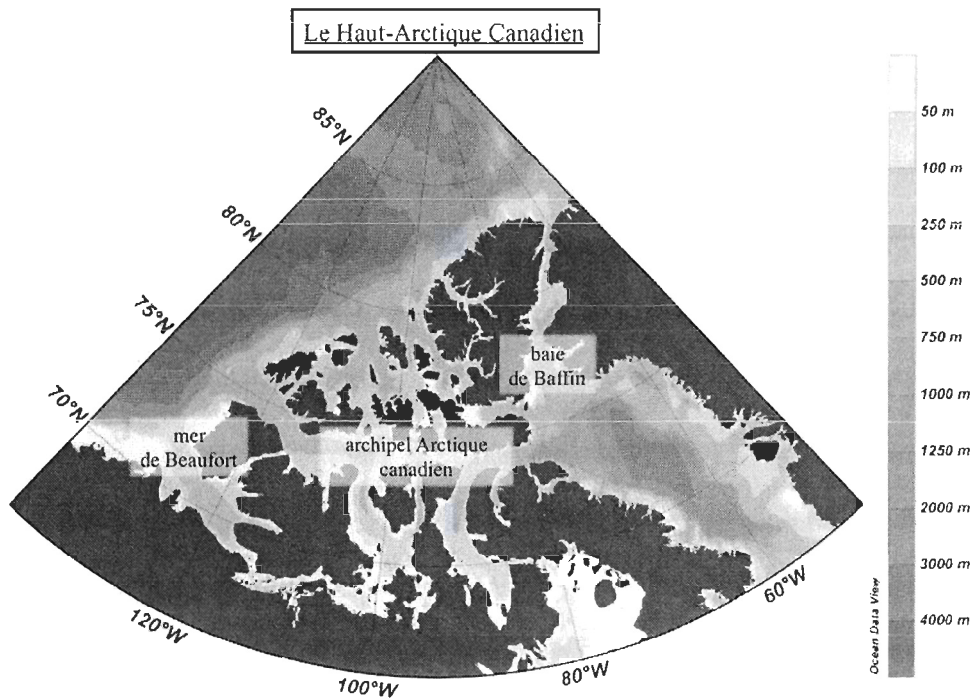 Le Haut-Arctique Canadien
85°N
80°N
75°N
70°N
baie
de Baffin
mer
de Beaufort
archipel Arctique
canadien
120°W
100°W
80°W
60°W
50 m
100 m
250 m
500 m
750 m
1000 m
1250 m
2000 m
3000 m
4000 m
Ocean Data View